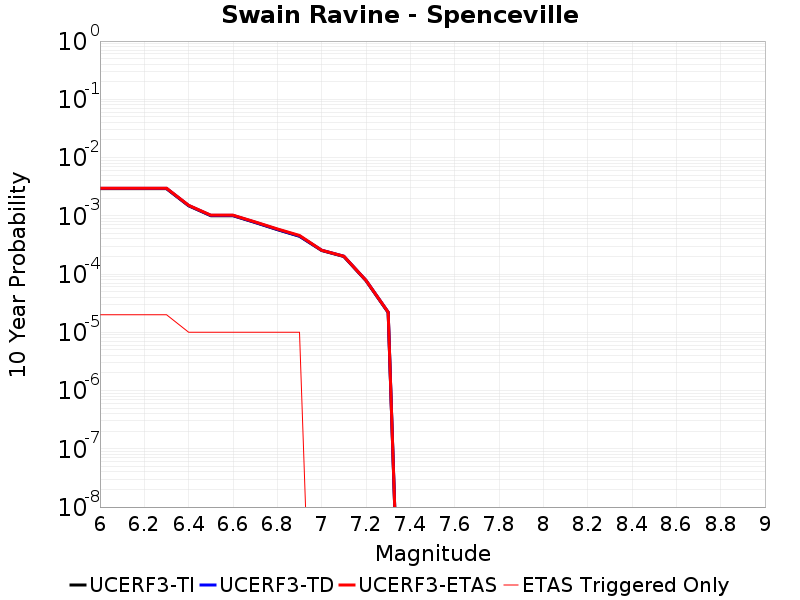 Swain Ravine - Spenceville
10 Year Probability
10^0
10^-1
10^-2
10^-3
10^-4
10^-5
10^-6
10^-7
10^-8
6 6.2 6.4 6.6 6.8 7 7.2 7.4 7.6 7.8 8 8.2 8.4 8.6 8.8 9
Magnitude
UCERF3-TI UCERF3-TD UCERF3-ETAS ETAS Triggered Only